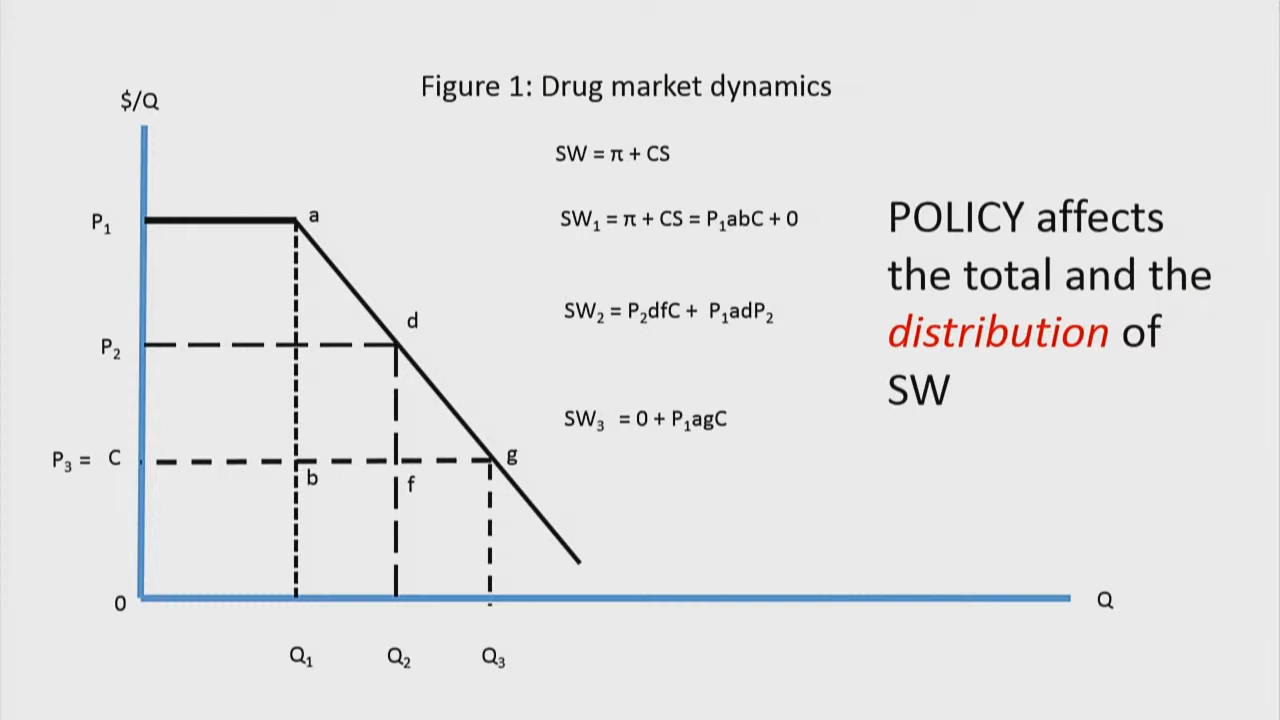 Figure 1: Drug market dynamics
$/Q
SW = π + CS
P₁
a
SW₁ = π + CS = P₁abC + 0
POLICY affects
the total and the
distribution of
SW
d
SW₂ = P₂dfC + P₁adP₂
P₂
SW₃ = 0 + P₁agC
P₃ = C
g
b
f
0
Q
Q₁
Q₂
Q₃